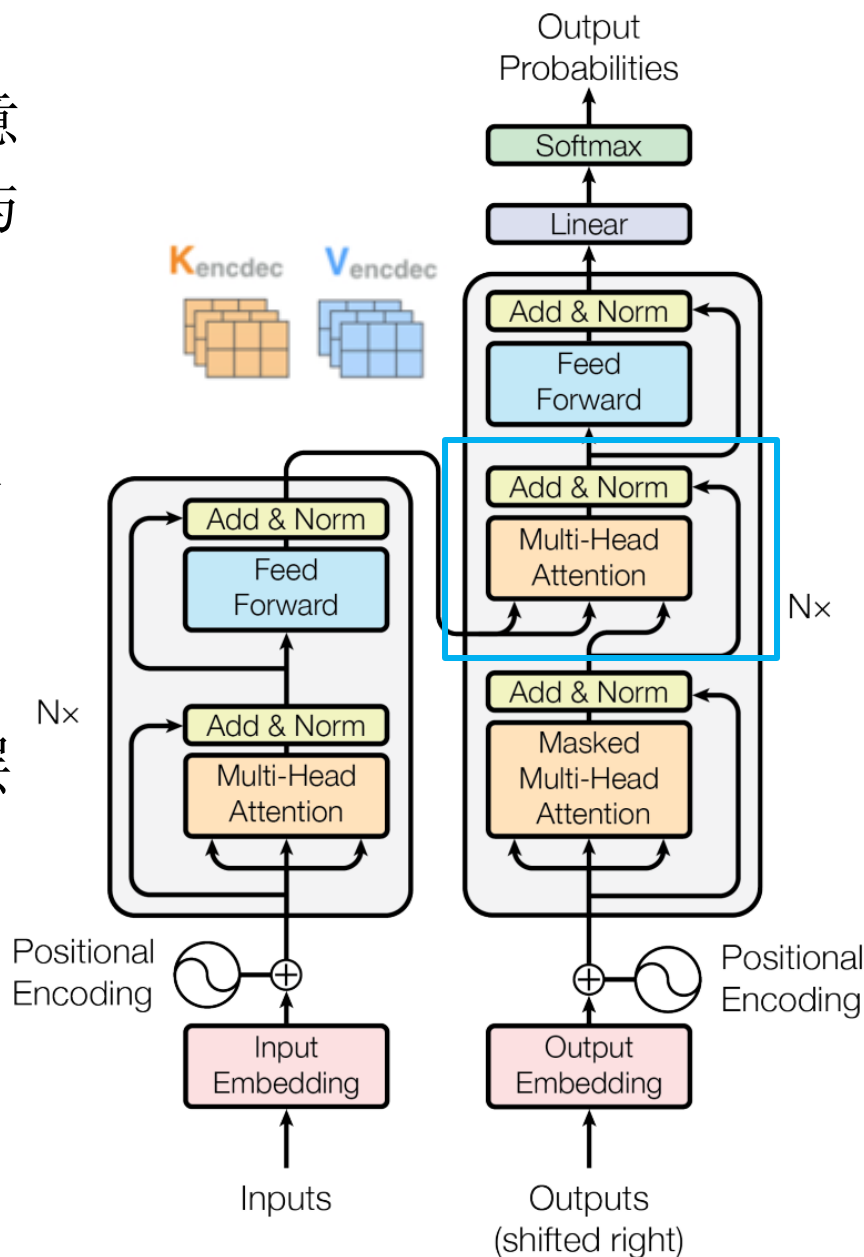 Output
Probabilities
意
Softmax
与
Linear
Kencdec
Vencdec
Add & Norm
Feed
Forward
Add & Norm
Multi-Head
Attention
Nx
Add & Norm
Masked
Multi-Head
Attention
Add & Norm
Feed
Forward
Nx
Add & Norm
Multi-Head
Attention
Positional
Encoding
Positional
Encoding
Input
Embedding
Output
Embedding
Inputs
Outputs
(shifted right)